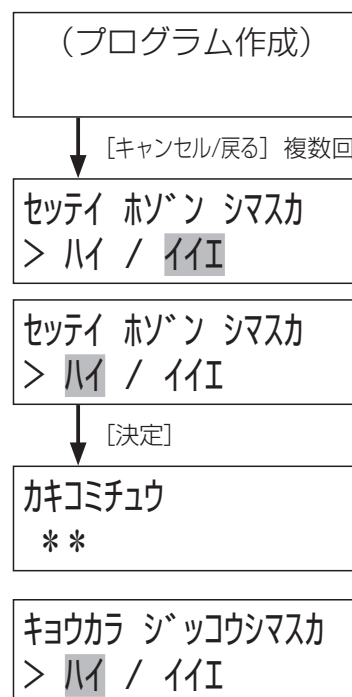 （プログラム作成）
［キャンセル/戻る］複数回
セッテイ ホゾン シマスカ
> ハイ / イイエ
セッテイ ホゾン シマスカ
> ハイ / イイエ
［決定］
カキコミチュウ
＊＊
キョウカラ ジッコウシマスカ
> ハイ / イイエ